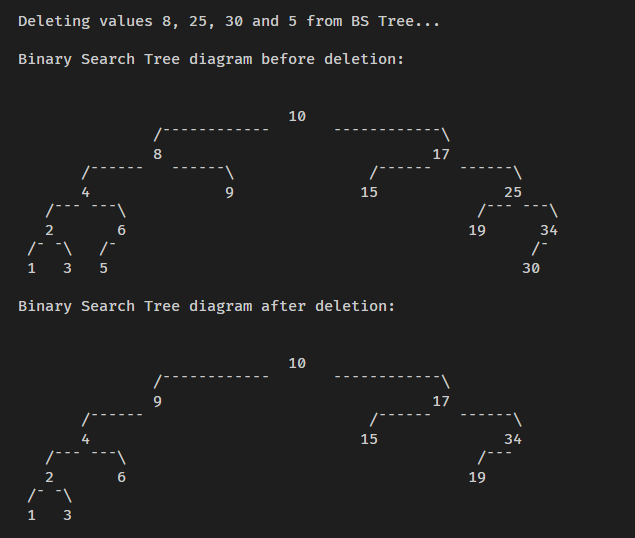 Deleting values 8, 25, 30 and 5 from BS Tree...
Binary Search Tree diagram before deletion:
10
/------------ ------------\
8 17
/------ ------\ /------ ------\
4 9 15 25
/--- ---\ /--- ---\
2 6 19 34
/- -\ /- /-
1 3 5 30
Binary Search Tree diagram after deletion:
10
/------------ ------------\
9 17
/------ /------ ------\
4 15 34
/--- ---\ /---
2 6 19
/- -\
1 3